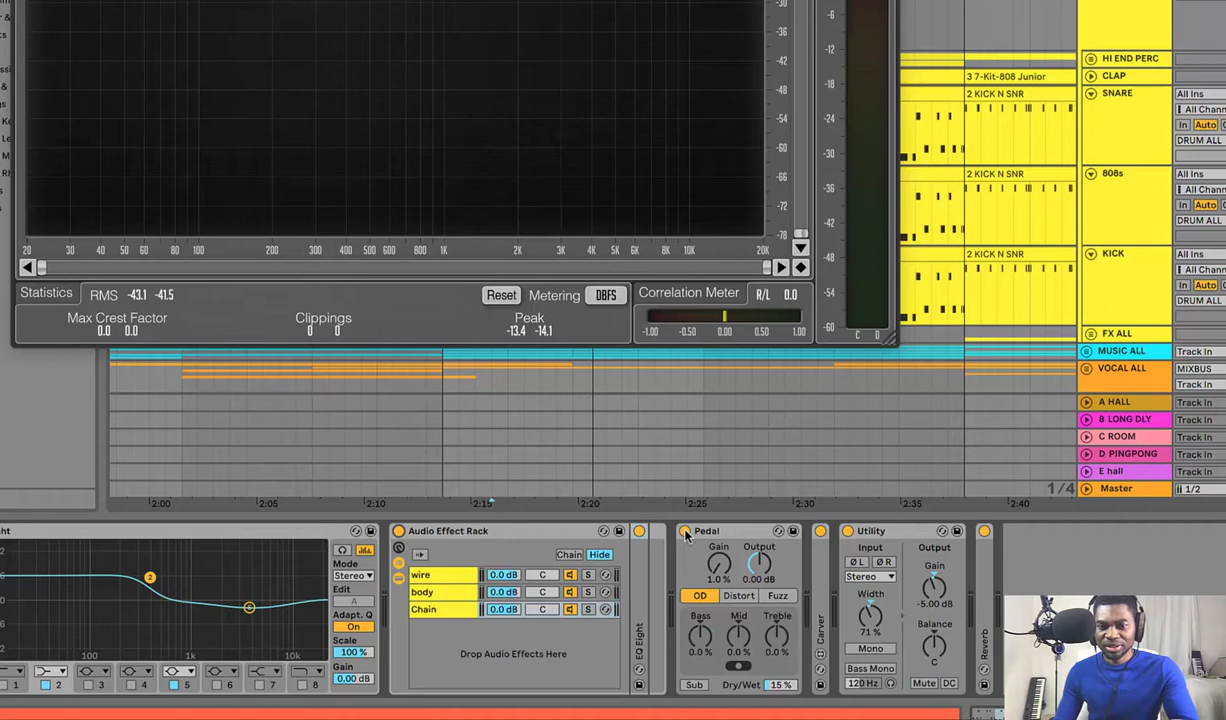 -30
-36
-42
-48
-54
-60
-66
-72
-78
-6
-12
-18
-24
-30
-36
-42
-48
-54
-60
20 30 40 50 60 80 100 200 300 400 500 600 800 1K 2K 3K 4K 5K 6K 8K 10K 20K
Statistics RMS -43.1 -41.5 Reset Metering DBFS Correlation Meter R/L 0.0
Max Crest Factor Clippings Peak
0.0 0.0 0 0 -13.4 -14.1
-1.00 -0.50 0.00 0.50 1.00
C D
HI END PERC
3 7-Kit-808 Junior CLAP
2 KICK N SNR SNARE All Ins
All Chann
In Auto
DRUM ALL
2 KICK N SNR 808s All Ins
All Chann
In Auto
DRUM ALL
2 KICK N SNR KICK All Ins
All Chann
In Auto
DRUM ALL
FX ALL
MUSIC ALL Track In
VOCAL ALL MIXBUS
Track In
A HALL Track In
B LONG DLY Track In
C ROOM Track In
D PINGPONG Track In
E hall Track In
1/4 Master 1/2
2:00 2:05 2:10 2:15 2:20 2:25 2:30 2:35 2:40
ght
Mode
Stereo
Edit
A
Adapt. Q
On
Scale
100 %
Gain
0.00 dB
2
5
100 1k 10k
1 2 3 4 5 6 7 8
Audio Effect Rack
Chain Hide
wire 0.0 dB C S
body 0.0 dB C S
Chain 0.0 dB C S
Drop Audio Effects Here
EQ Eight
Pedal
Gain Output
1.0 % 0.00 dB
OD Distort Fuzz
Bass Mid Treble
0.0 % 0.0 % 0.0 %
Sub Dry/Wet 15 %
Carver
Utility
Input Output
Ø L Ø R Gain
Stereo
Width -5.00 dB
71 % Balance
Mono
Bass Mono C
120 Hz Mute DC
Reverb